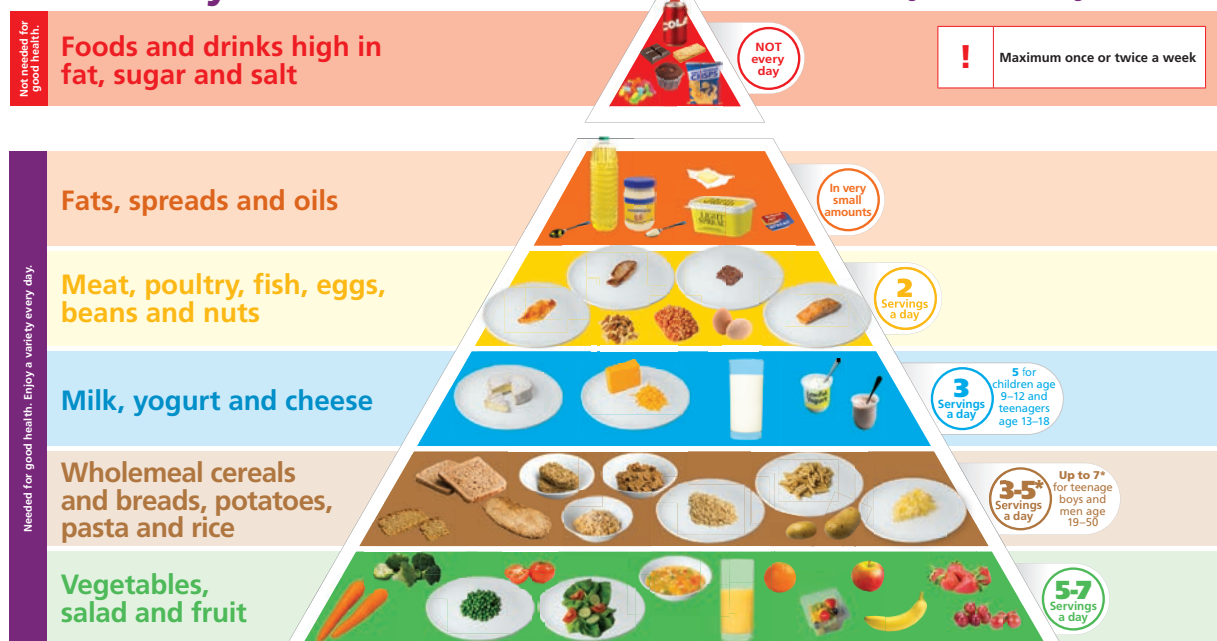 Not needed for
good health.
Foods and drinks high in
fat, sugar and salt
COLA
CRISPS
NOT
every
day
!
Maximum once or twice a week
Needed for good health. Enjoy a variety every day.
Fats, spreads and oils
LIGHT
SPREAD
In very
small
amounts
Meat, poultry, fish, eggs,
beans and nuts
2
Servings
a day
Milk, yogurt and cheese
Low Fat
Yogurt
3
Servings
a day
5 for
children age
9–12 and
teenagers
age 13–18
Wholemeal cereals
and breads, potatoes,
pasta and rice
3-5*
Servings
a day
Up to 7*
for teenage
boys and
men age
19–50
Vegetables,
salad and fruit
5-7
Servings
a day